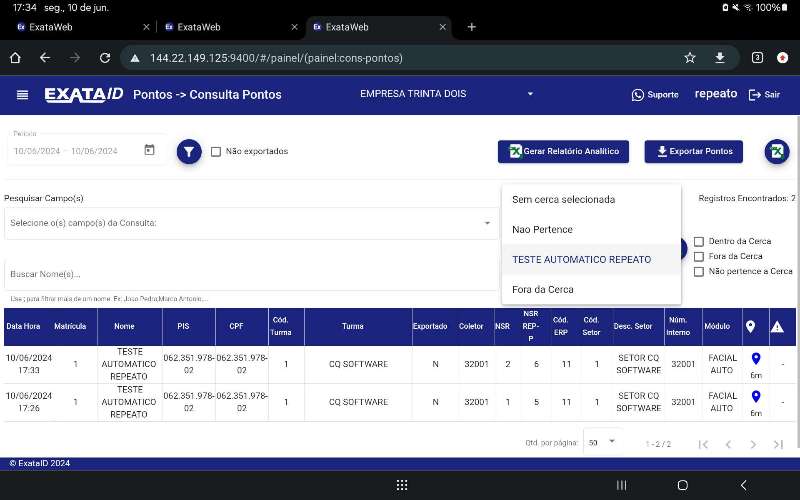 17:34 seg., 10 de jun.
100%
Ex ExataWeb
Ex ExataWeb
Ex ExataWeb
144.22.149.125:9400/#/painel/(painel:cons-pontos)
3
EXATAID Pontos -> Consulta Pontos EMPRESA TRINTA DOIS Suporte repeato Sair
Período
10/06/2024 – 10/06/2024
Não exportados
Gerar Relatório Analítico
Exportar Pontos
Pesquisar Campo(s)
Registros Encontrados: 2
Selecione o(s) campo(s) da Consulta:
Sem cerca selecionada
Nao Pertence
TESTE AUTOMATICO REPEATO
Fora da Cerca
Dentro da Cerca
Fora da Cerca
Não pertence a Cerca
Buscar Nome(s)...
Use ; para filtrar mais de um nome. Ex: Joao Pedro;Marco Antonio;...
Data Hora Matrícula Nome PIS CPF Cód. Turma Turma Exportado Coletor NSR NSR REP-P Cód. ERP Cód. Setor Desc. Setor Núm. Interno Módulo
10/06/2024 17:33 1 TESTE AUTOMATICO REPEATO 062.351.978-02 062.351.978-02 1 CQ SOFTWARE N 32001 2 6 11 1 SETOR CQ SOFTWARE 32001 FACIAL AUTO 6m -
10/06/2024 17:26 1 TESTE AUTOMATICO REPEATO 062.351.978-02 062.351.978-02 1 CQ SOFTWARE N 32001 1 5 11 1 SETOR CQ SOFTWARE 32001 FACIAL AUTO 6m -
Qtd. por página: 50 1 - 2 / 2
© ExataID 2024